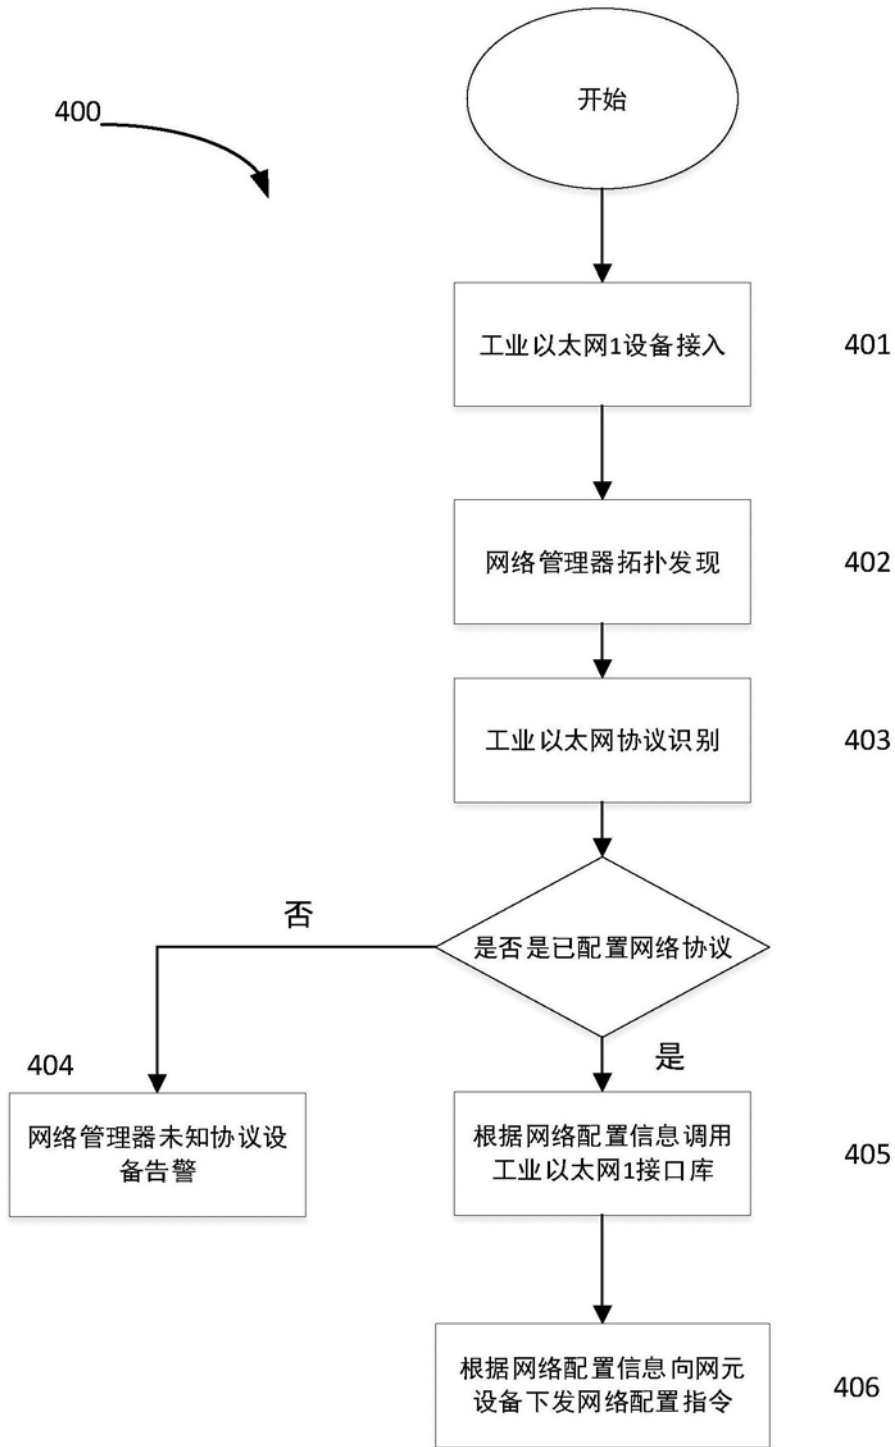 400
开始
工业以太网1设备接入
401
网络管理器拓扑发现
402
工业以太网协议识别
403
是否是已配置网络协议
否
是
404
网络管理器未知协议设
备告警
根据网络配置信息调用
工业以太网1接口库
405
根据网络配置信息向网元
设备下发网络配置指令
406